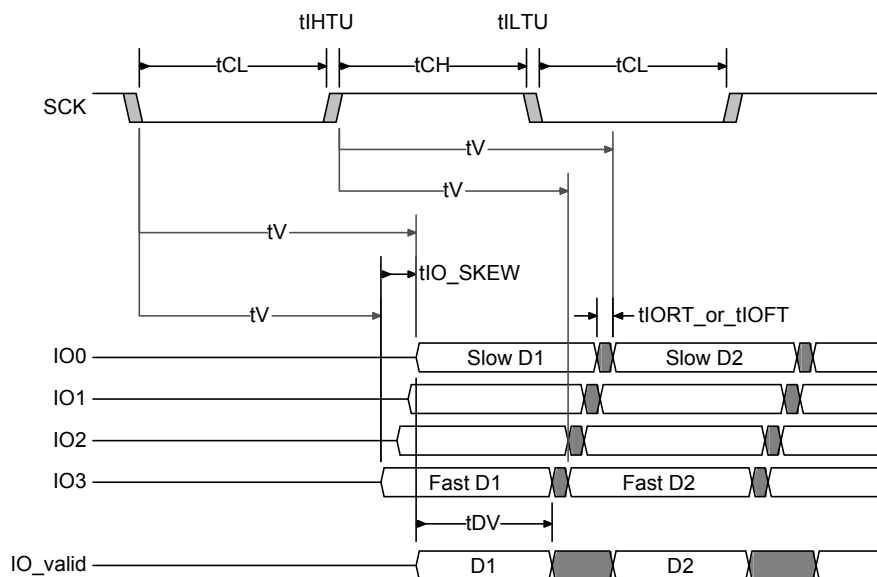 tIHTU tILTU
tCL tCH tCL
SCK
tV
tV
tV
tIO_SKEW
tV tIORT_or_tIOFT
IO0 Slow D1 Slow D2
IO1
IO2
IO3 Fast D1 Fast D2
tDV
IO_valid D1 D2